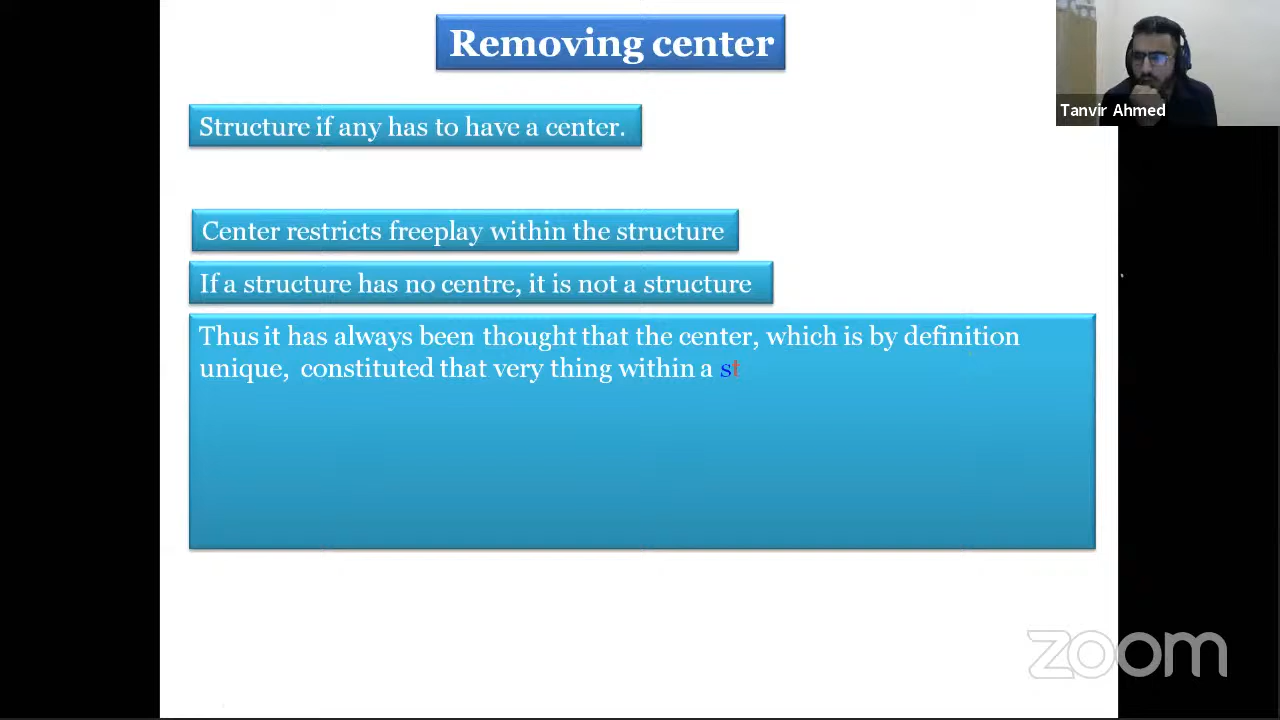 Removing center
Tanvir Ahmed
Structure if any has to have a center.
Center restricts freeplay within the structure
If a structure has no centre, it is not a structure
Thus it has always been thought that the center, which is by definition
unique, constituted that very thing within a st
zoom